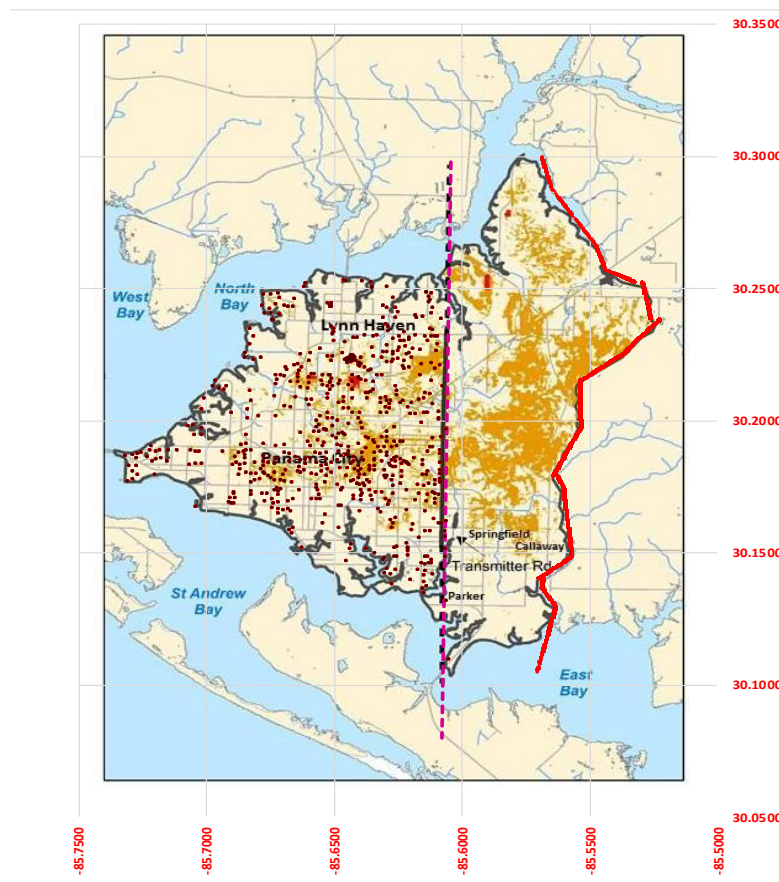 30.3500
30.3000
30.2500
30.2000
30.1500
30.1000
30.0500
West
Bay
North
Bay
Lynn Haven
Panama City
Springfield
Callaway
Transmitter Rd
Parker
St Andrew
Bay
East
Bay
-85.7500
-85.7000
-85.6500
-85.6000
-85.5500
-85.5000